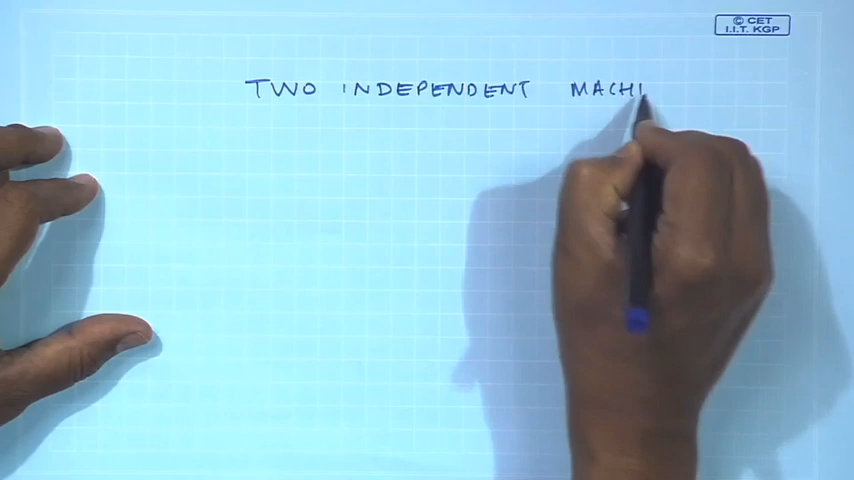 © CET
I.I.T. KGP
TWO INDEPENDENT MACHI